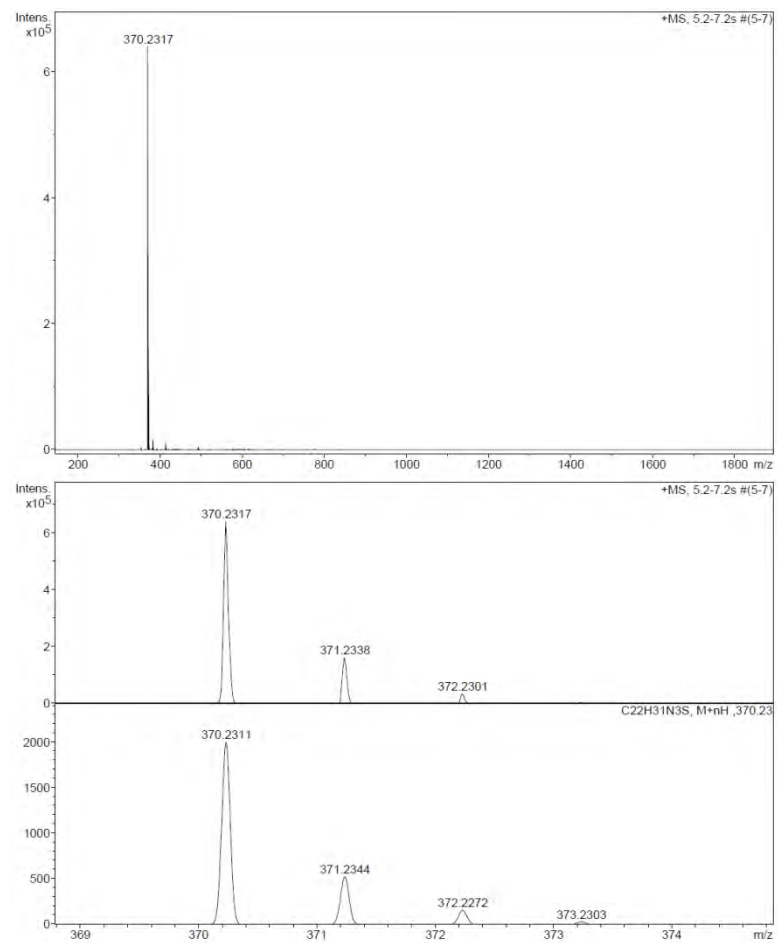 Intens.
x10^5
+MS, 5.2-7.2s #(5-7)
370.2317
6
4
2
0
200 400 600 800 1000 1200 1400 1600 1800 m/z
Intens.
x10^5
+MS, 5.2-7.2s #(5-7)
370.2317
6
4
2
371.2338
372.2301
0
C22H31N3S, M+nH ,370.23
2000
370.2311
1500
1000
500
371.2344
372.2272
373.2303
0
369 370 371 372 373 374 m/z